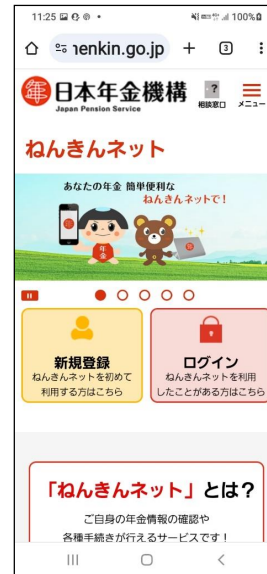 11:25
100%
nenkin.go.jp
3
日本年金機構
Japan Pension Service
?
相談窓口
メニュー
ねんきんネット
あなたの年金 簡単便利な
ねんきんネットで!
年
金
新規登録
ねんきんネットを初めて
利用する方はこちら
ログイン
ねんきんネットを利用
したことがある方はこちら
「ねんきんネット」とは?
ご自身の年金情報の確認や
各種手続きが行えるサービスです!